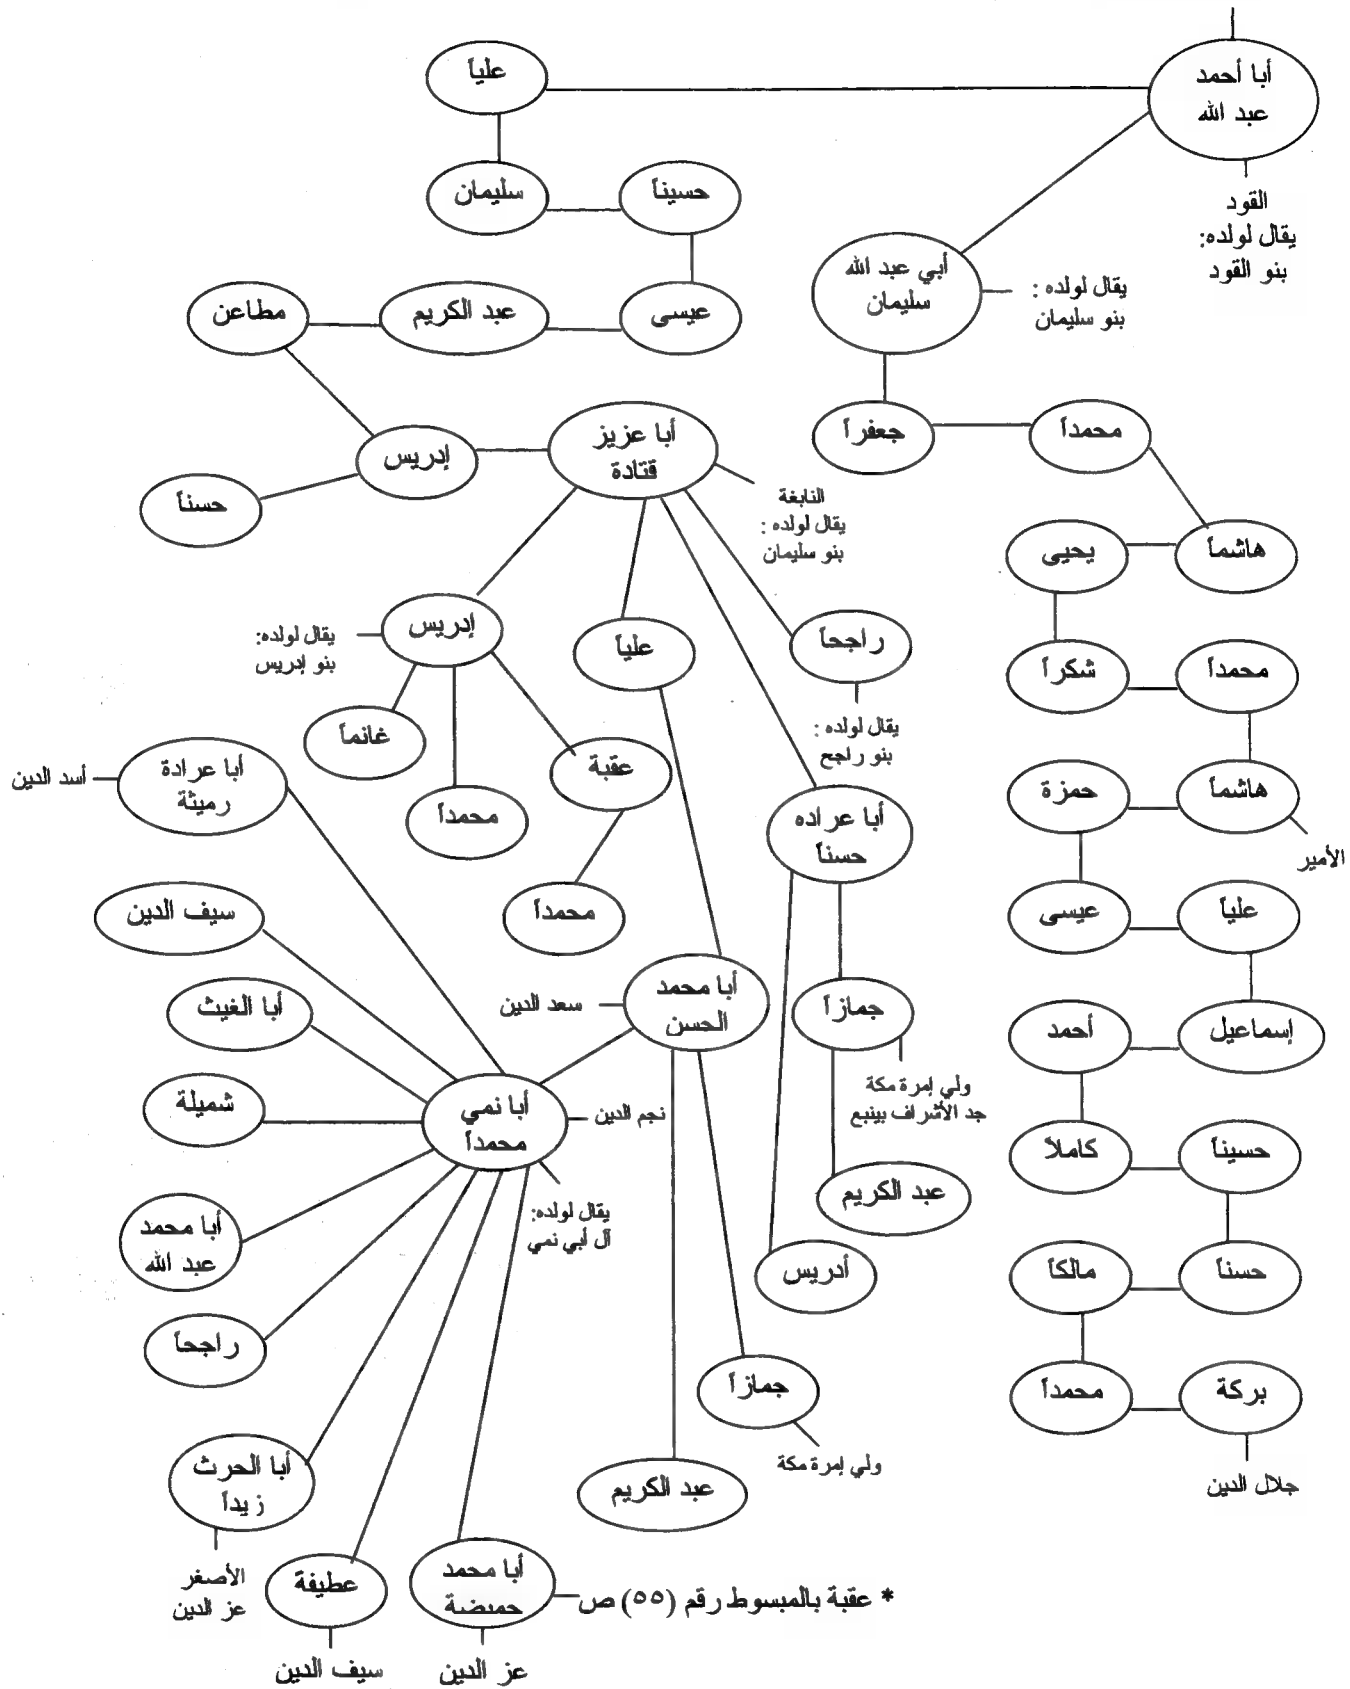 أبا أحمد
عبد الله
القود
يقال لولده:
بنو القود
علياً
سليمان
حسيناً
عيسى
عبد الكريم
مطاعن
إدريس
حسناً
أبا عزيز
قتادة
النابغة
يقال لولده :
بنو سليمان
أبي عبد الله
سليمان
يقال لولده :
بنو سليمان
جعفراً
محمداً
هاشماً
يحيى
شكراً
محمداً
هاشماً
الأمير
حمزة
عيسى
علياً
إسماعيل
أحمد
كاملاً
حسيناً
حسناً
مالكاً
محمداً
بركة
جلال الدين
راجحاً
يقال لولده :
بنو راجح
علياً
إدريس
يقال لولده:
بنو إدريس
غانماً
محمداً
عقبة
محمداً
أبا عراده
حسناً
جمازاً
ولي إمرة مكة
جد الأشراف بينبع
عبد الكريم
أدريس
أبا محمد
الحسن
سعد الدين
جمازاً
ولي إمرة مكة
عبد الكريم
أبا نمي
محمداً
نجم الدين
يقال لولده:
آل أبي نمي
أبا عرادة
رميثة
أسد الدين
سيف الدين
أبا الغيث
شميلة
أبا محمد
عبد الله
راجحاً
أبا الحرث
زيداً
الأصغر
عز الدين
عطيفة
سيف الدين
أبا محمد
حميضة
عز الدين
* عقبة بالمبسوط رقم (٥٥) ص